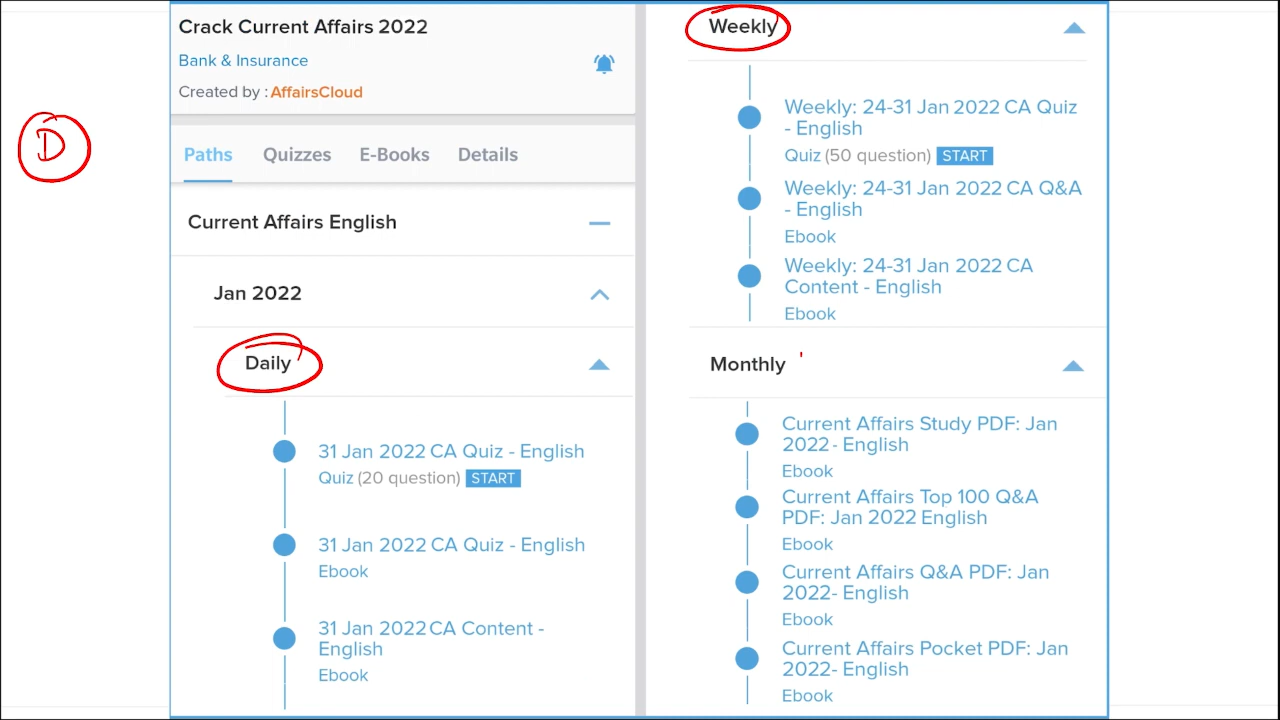 D
Crack Current Affairs 2022
Bank & Insurance
Created by : AffairsCloud
Paths Quizzes E-Books Details
Current Affairs English
Jan 2022
Daily
31 Jan 2022 CA Quiz - English
Quiz (20 question) START
31 Jan 2022 CA Quiz - English
Ebook
31 Jan 2022 CA Content -
English
Ebook
Weekly
Weekly: 24-31 Jan 2022 CA Quiz
- English
Quiz (50 question) START
Weekly: 24-31 Jan 2022 CA Q&A
- English
Ebook
Weekly: 24-31 Jan 2022 CA
Content - English
Ebook
Monthly
Current Affairs Study PDF: Jan
2022- English
Ebook
Current Affairs Top 100 Q&A
PDF: Jan 2022 English
Ebook
Current Affairs Q&A PDF: Jan
2022- English
Ebook
Current Affairs Pocket PDF: Jan
2022- English
Ebook